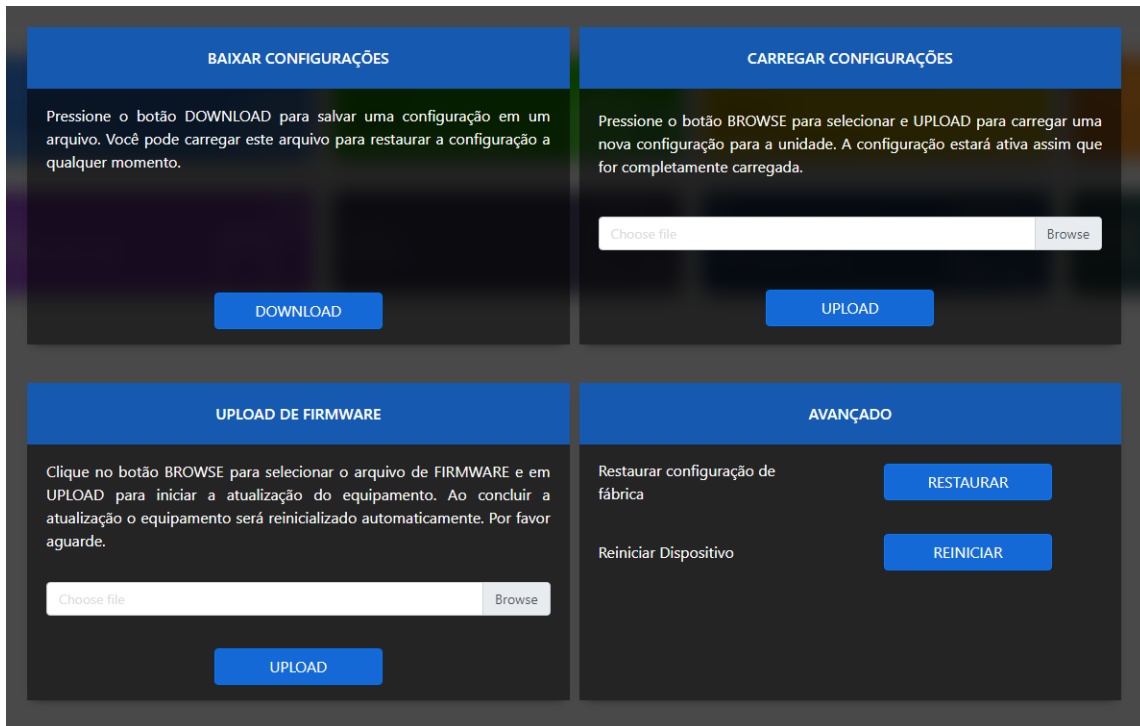 BAIXAR CONFIGURAÇÕES
Pressione o botão DOWNLOAD para salvar uma configuração em um
arquivo. Você pode carregar este arquivo para restaurar a configuração a
qualquer momento.
DOWNLOAD
CARREGAR CONFIGURAÇÕES
Pressione o botão BROWSE para selecionar e UPLOAD para carregar uma
nova configuração para a unidade. A configuração estará ativa assim que
for completamente carregada.
Choose file
Browse
UPLOAD
UPLOAD DE FIRMWARE
Clique no botão BROWSE para selecionar o arquivo de FIRMWARE e em
UPLOAD para iniciar a atualização do equipamento. Ao concluir a
atualização o equipamento será reinicializado automaticamente. Por favor
aguarde.
Choose file
Browse
UPLOAD
AVANÇADO
Restaurar configuração de
fábrica
RESTAURAR
Reiniciar Dispositivo
REINICIAR